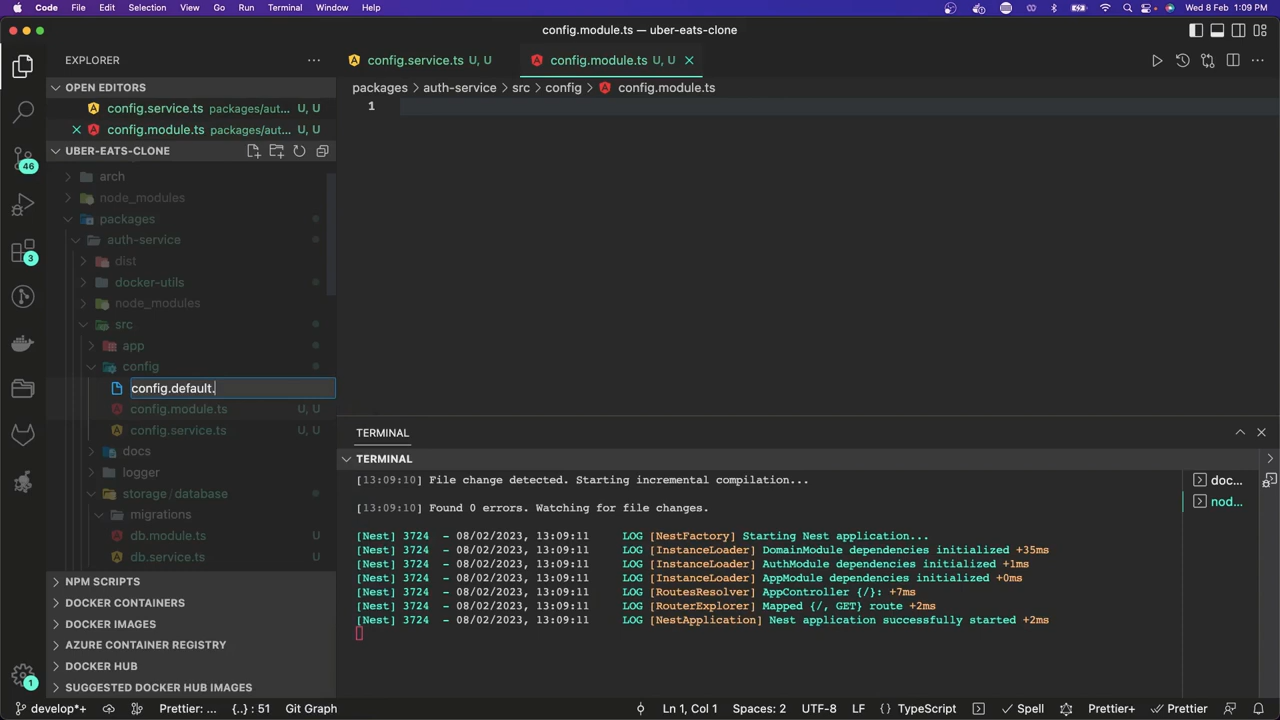 Code File Edit Selection View Go Run Terminal Window Help Wed 8 Feb 1:09 PM
config.module.ts — uber-eats-clone
EXPLORER
config.service.ts U, U config.module.ts U, U
OPEN EDITORS
packages auth-service src config config.module.ts
config.service.ts packages/aut... U, U
1
config.module.ts packages/aut... U, U
UBER-EATS-CLONE
46
arch
node_modules
packages
auth-service
3
dist
docker-utils
node_modules
src
app
config
config.default.
config.module.ts U, U
config.service.ts U, U
docs
logger
storage/database
migrations
db.module.ts
db.service.ts
NPM SCRIPTS
DOCKER CONTAINERS
DOCKER IMAGES
AZURE CONTAINER REGISTRY
DOCKER HUB
SUGGESTED DOCKER HUB IMAGES
1
TERMINAL
TERMINAL
[13:09:10] File change detected. Starting incremental compilation...
[13:09:10] Found 0 errors. Watching for file changes.
[Nest] 3724 - 08/02/2023, 13:09:11 LOG [NestFactory] Starting Nest application...
[Nest] 3724 - 08/02/2023, 13:09:11 LOG [InstanceLoader] DomainModule dependencies initialized +35ms
[Nest] 3724 - 08/02/2023, 13:09:11 LOG [InstanceLoader] AuthModule dependencies initialized +1ms
[Nest] 3724 - 08/02/2023, 13:09:11 LOG [InstanceLoader] AppModule dependencies initialized +0ms
[Nest] 3724 - 08/02/2023, 13:09:11 LOG [RoutesResolver] AppController {/}: +7ms
[Nest] 3724 - 08/02/2023, 13:09:11 LOG [RouterExplorer] Mapped {/, GET} route +2ms
[Nest] 3724 - 08/02/2023, 13:09:11 LOG [NestApplication] Nest application successfully started +2ms
doc...
nod...
develop*+ Prettier: ... {..} : 51 Git Graph Ln 1, Col 1 Spaces: 2 UTF-8 LF {} TypeScript Spell Prettier+ Prettier